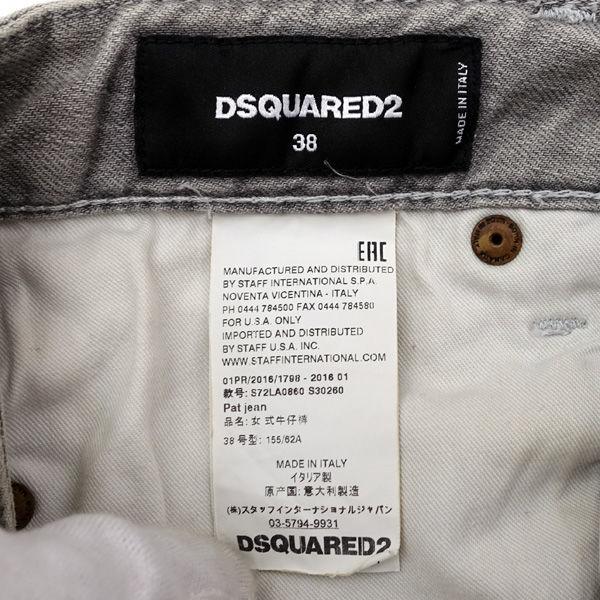 DSQUARED2
38
MADE IN ITALY
EAC
MANUFACTURED AND DISTRIBUTED
BY STAFF INTERNATIONAL S.P.A.
NOVENTA VICENTINA - ITALY
PH 0444 784500 FAX 0444 784580
FOR U.S.A. ONLY
IMPORTED AND DISTRIBUTED
BY STAFF U.S.A. INC.
WWW.STAFFINTERNATIONAL.COM
01PR/2016/1798 - 2016 01
款号: S72LA0860 S30260
Pat jean
品名: 女 式牛仔裤
38 号型: 155/62A
MADE IN ITALY
イタリア製
原产国: 意大利製造
(株)スタッフインターナショナルジャパン
03-5794-9931
DSQUARED2